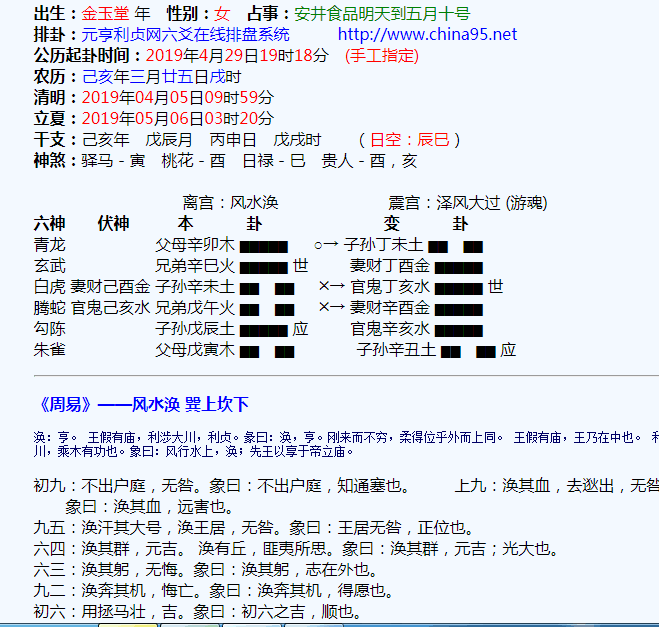 出生：金玉堂 年　性别：女　占事：安井食品明天到五月十号
排卦：元亨利贞网六爻在线排盘系统　　http://www.china95.net
公历起卦时间：2019年4月29日19时18分　(手工指定)
农历：己亥年三月廿五日戌时
清明：2019年04月05日09时59分
立夏：2019年05月06日03时20分
干支：己亥年　戊辰月　丙申日　戊戌时　　（日空：辰巳）
神煞：驿马－寅　桃花－酉　日禄－巳　贵人－酉，亥
离宫：风水涣　　震宫：泽风大过 (游魂)
六神　伏神　本　卦　　变　卦
青龙　父母辛卯木 ▅▅▅▅▅　○→ 子孙丁未土 ▅▅　▅▅
玄武　兄弟辛巳火 ▅▅▅▅▅ 世　妻财丁酉金 ▅▅▅▅▅
白虎 妻财己酉金 子孙辛未土 ▅▅　▅▅　×→ 官鬼丁亥水 ▅▅▅▅▅ 世
腾蛇 官鬼己亥水 兄弟戊午火 ▅▅　▅▅　×→ 妻财辛酉金 ▅▅▅▅▅
勾陈　子孙戊辰土 ▅▅▅▅▅ 应　官鬼辛亥水 ▅▅▅▅▅
朱雀　父母戊寅木 ▅▅　▅▅　子孙辛丑土 ▅▅　▅▅ 应
《周易》——风水涣 巽上坎下
涣：亨。 王假有庙，利涉大川，利贞。彖曰：涣，亨。刚来而不穷，柔得位乎外而上同。 王假有庙，王乃在中也。 利
川，乘木有功也。象曰：风行水上，涣；先王以享于帝立庙。
初九：不出户庭，无咎。象曰：不出户庭，知通塞也。　　上九：涣其血，去逖出，无咎
象曰：涣其血，远害也。
九五：涣汗其大号，涣王居，无咎。象曰：王居无咎，正位也。
六四：涣其群，元吉。 涣有丘，匪夷所思。象曰：涣其群，元吉；光大也。
六三：涣其躬，无悔。象曰：涣其躬，志在外也。
九二：涣奔其机，悔亡。象曰：涣奔其机，得愿也。
初六：用拯马壮，吉。象曰：初六之吉，顺也。